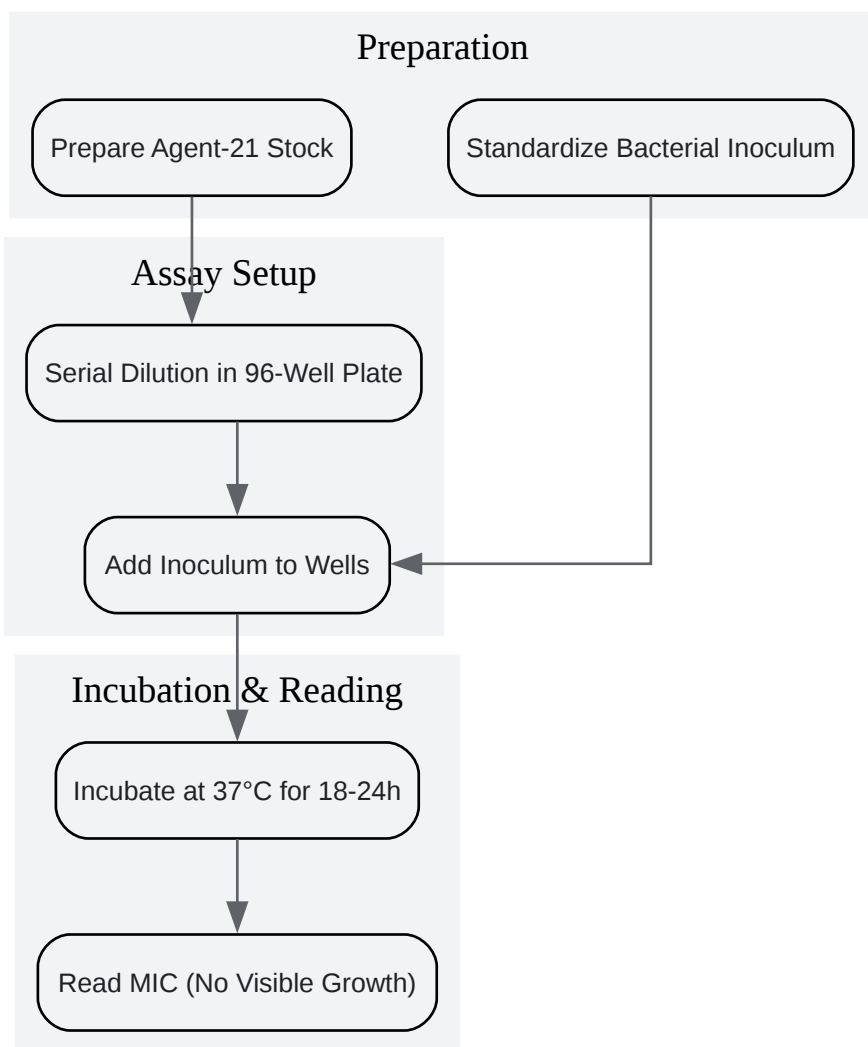 Preparation
Prepare Agent-21 Stock
Standardize Bacterial Inoculum
Assay Setup
Serial Dilution in 96-Well Plate
Add Inoculum to Wells
Incubation & Reading
Incubate at 37°C for 18-24h
Read MIC (No Visible Growth)